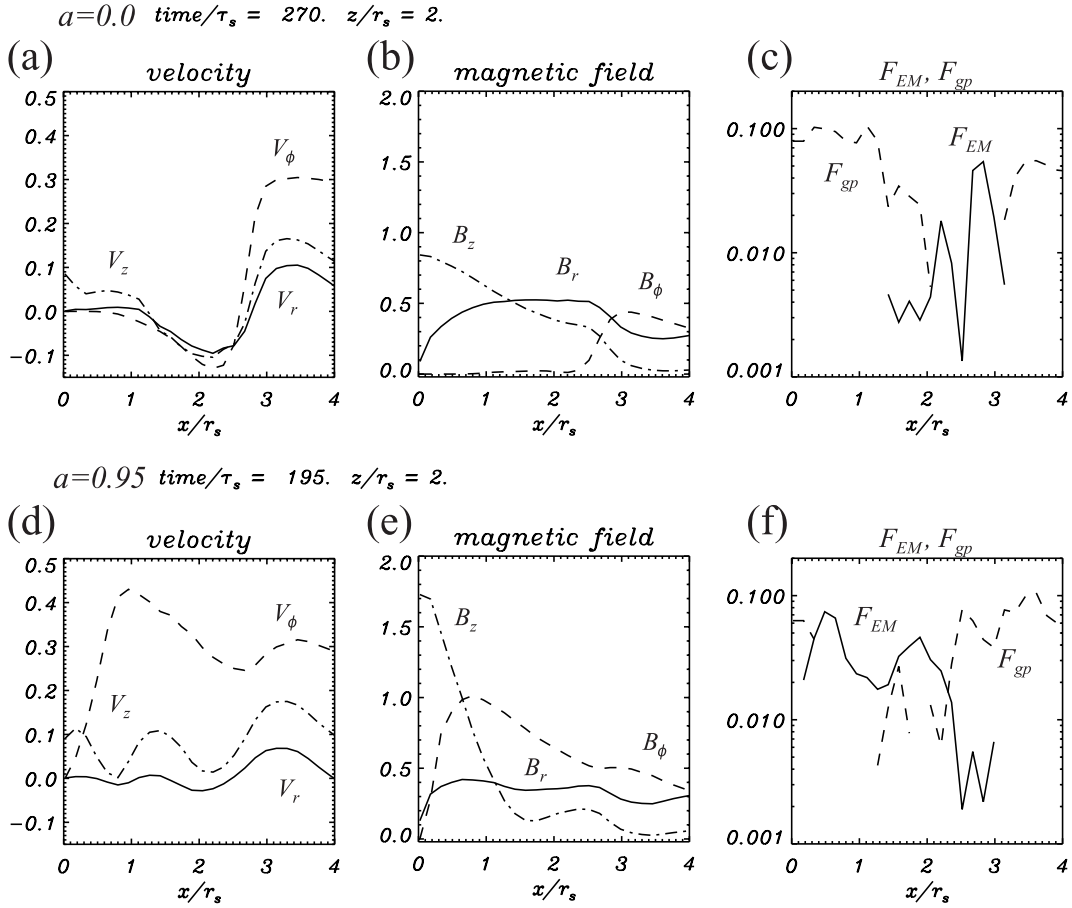 a=0.0 time/τs = 270. z/rs = 2.
(a) (b) (c)
velocity magnetic field FEM, Fgp
0.5 2.0
0.4 0.100
Vϕ FEM
0.3 1.5 Fgp
0.2 Bz
Vz 1.0 Br 0.010
0.1 Bϕ
0.0 Vr 0.5
−0.1 0.0 0.001
0 1 2 3 4 0 1 2 3 4 0 1 2 3 4
x/rs x/rs x/rs
a=0.95 time/τs = 195. z/rs = 2.
(d) (e) (f)
velocity magnetic field FEM, Fgp
0.5 2.0
0.4 0.100
Vϕ Bz FEM
0.3 1.5
Fgp
0.2 1.0
Vz Bϕ 0.010
0.1 Br
0.0 Vr 0.5
−0.1 0.0 0.001
0 1 2 3 4 0 1 2 3 4 0 1 2 3 4
x/rs x/rs x/rs